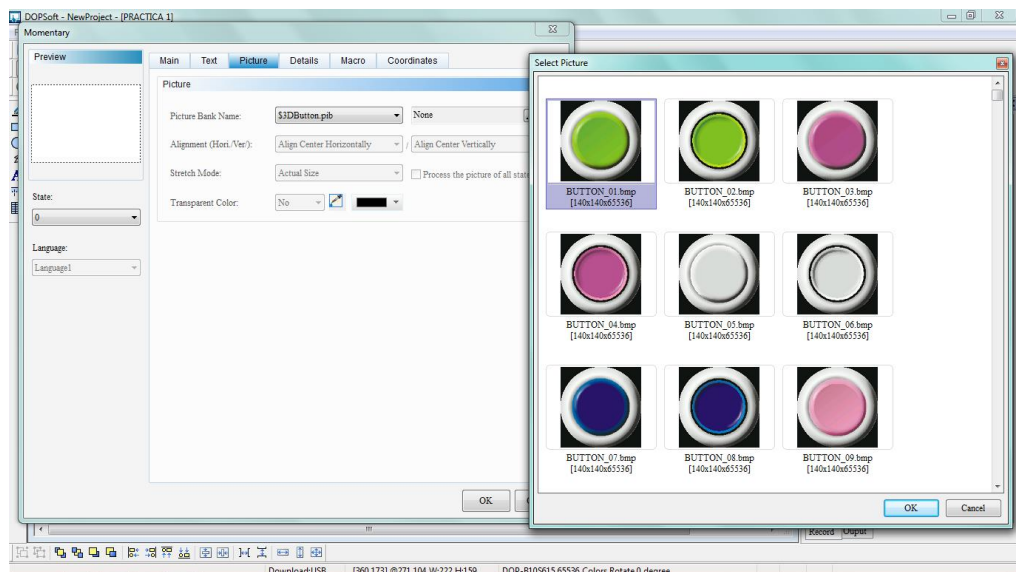 DOPSoft - NewProject - [PRACTICA 1]
Momentary
Preview
Main Text Picture Details Macro Coordinates
Picture
Picture Bank Name: $3DButton.pib None
Alignment (Hori./Ver/): Align Center Horizontally / Align Center Vertically
Stretch Mode: Actual Size Process the picture of all state
Transparent Color: No
State:
0
Language:
Language1
OK
Select Picture
BUTTON_01.bmp BUTTON_02.bmp BUTTON_03.bmp
[140x140x65536] [140x140x65536] [140x140x65536]
BUTTON_04.bmp BUTTON_05.bmp BUTTON_06.bmp
[140x140x65536] [140x140x65536] [140x140x65536]
BUTTON_07.bmp BUTTON_08.bmp BUTTON_09.bmp
[140x140x65536] [140x140x65536] [140x140x65536]
OK Cancel
Record Ouput
Download:USB [360,173] @271,104 W:222 H:159 DOP-B10S615 65536 Colors Rotate 0 degree